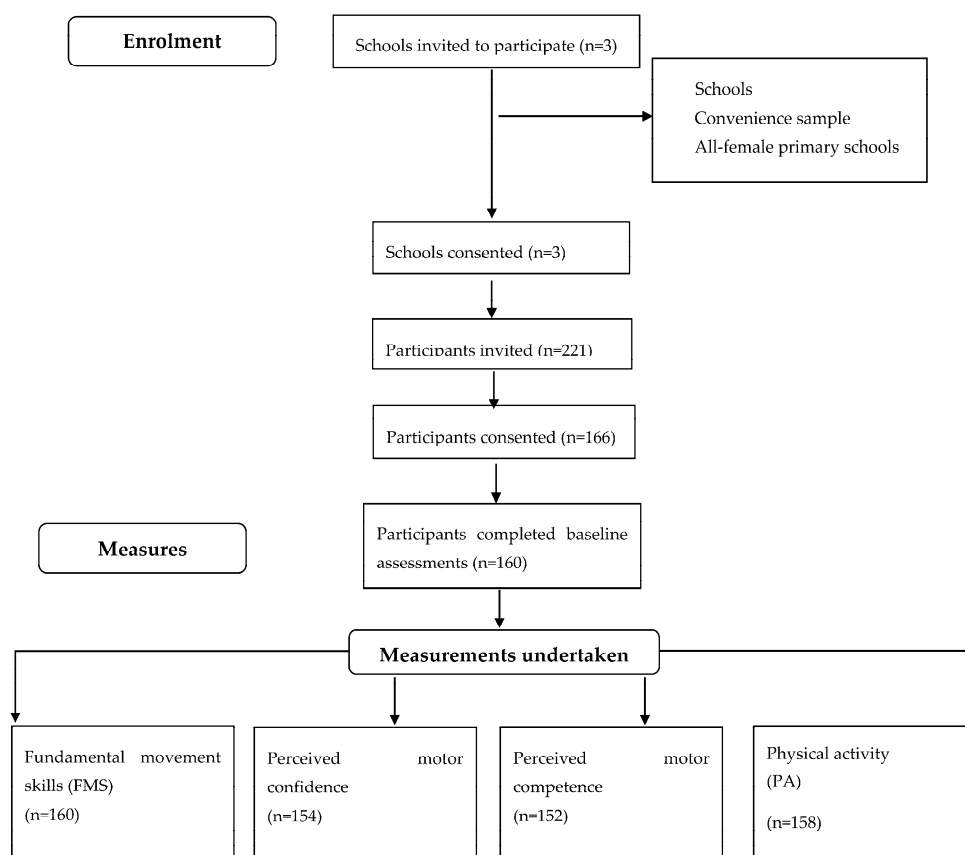 Enrolment
Schools invited to participate (n=3)
Schools
Convenience sample
All-female primary schools
Schools consented (n=3)
Participants invited (n=221)
Participants consented (n=166)
Participants completed baseline
assessments (n=160)
Measures
Measurements undertaken
Fundamental movement
skills (FMS)
(n=160)
Perceived motor
confidence
(n=154)
Perceived motor
competence
(n=152)
Physical activity
(PA)
(n=158)